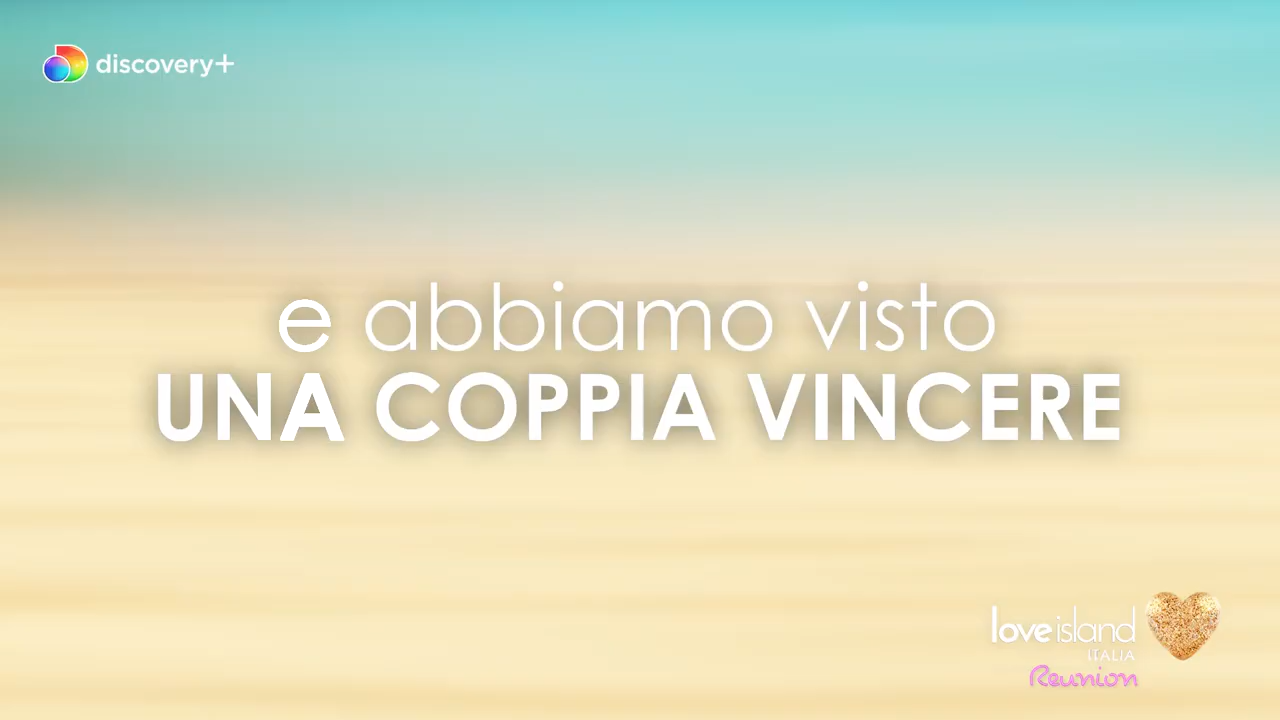 discovery+
e abbiamo visto
UNA COPPIA VINCERE
love island
ITALIA
Reunion